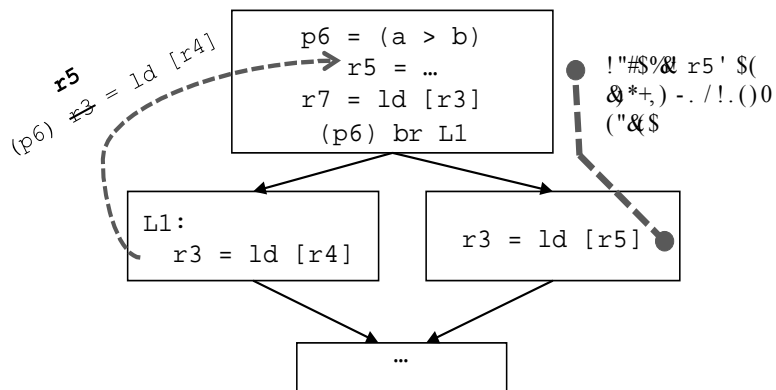 p6 = (a > b)
r5 = …
r7 = ld [r3]
(p6) br L1
r5
(p6) r3 = ld [r4]
r5
L1:
r3 = ld [r4]
r3 = ld [r5]
…